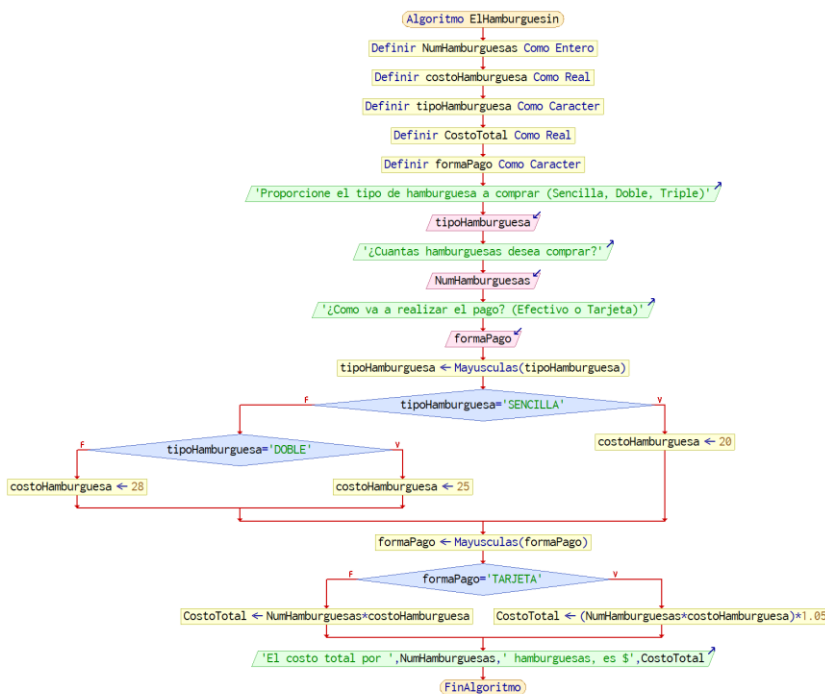 Algoritmo ElHamburguesin
Definir NumHamburguesas Como Entero
Definir costoHamburguesa Como Real
Definir tipoHamburguesa Como Caracter
Definir CostoTotal Como Real
Definir formaPago Como Caracter
'Proporcione el tipo de hamburguesa a comprar (Sencilla, Doble, Triple)'
tipoHamburguesa
'¿Cuantas hamburguesas desea comprar?'
NumHamburguesas
'¿Como va a realizar el pago? (Efectivo o Tarjeta)'
formaPago
tipoHamburguesa ← Mayusculas(tipoHamburguesa)
F tipoHamburguesa='SENCILLA' V
F tipoHamburguesa='DOBLE' V costoHamburguesa ← 20
costoHamburguesa ← 28 costoHamburguesa ← 25
formaPago ← Mayusculas(formaPago)
F formaPago='TARJETA' V
CostoTotal ← NumHamburguesas*costoHamburguesa CostoTotal ← (NumHamburguesas*costoHamburguesa)*1.05
'El costo total por ',NumHamburguesas,' hamburguesas, es $',CostoTotal
FinAlgoritmo